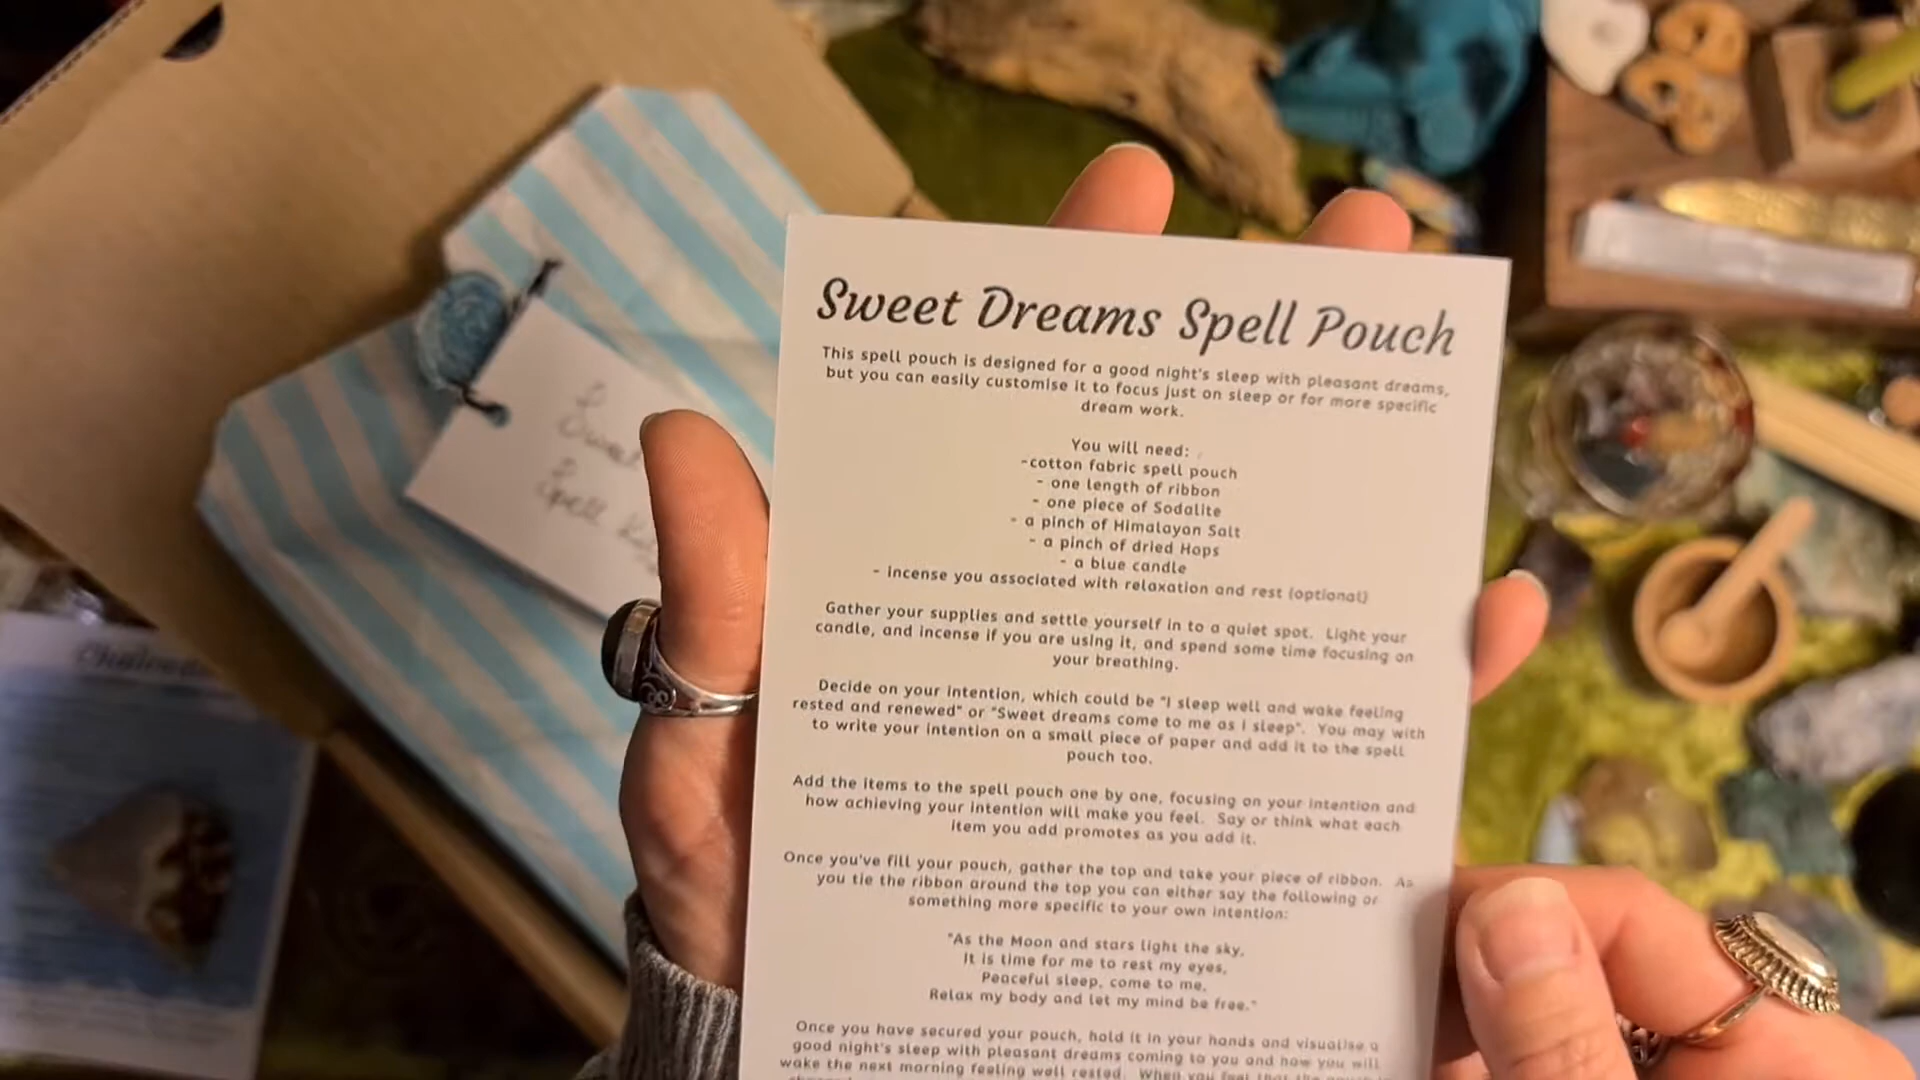 Sweet Dreams Spell Pouch
This spell pouch is designed for a good night's sleep with pleasant dreams,
but you can easily customise it to focus just on sleep or for more specific
dream work.
You will need:
-cotton fabric spell pouch
- one length of ribbon
- one piece of Sodalite
- a pinch of Himalayan Salt
- a pinch of dried Hops
- a blue candle
- incense you associated with relaxation and rest (optional)
Gather your supplies and settle yourself in to a quiet spot. Light your
candle, and incense if you are using it, and spend some time focusing on
your breathing.
Decide on your intention, which could be "I sleep well and wake feeling
rested and renewed" or "Sweet dreams come to me as I sleep". You may with
to write your intention on a small piece of paper and add it to the spell
pouch too.
Add the items to the spell pouch one by one, focusing on your intention and
how achieving your intention will make you feel. Say or think what each
item you add promotes as you add it.
Once you've fill your pouch, gather the top and take your piece of ribbon. As
you tie the ribbon around the top you can either say the following or
something more specific to your own intention:
"As the Moon and stars light the sky,
It is time for me to rest my eyes,
Peaceful sleep, come to me,
Relax my body and let my mind be free."
Once you have secured your pouch, hold it in your hands and visualise a
good night's sleep with pleasant dreams coming to you and how you will
wake the next morning feeling well rested. When you feel that the pouch
Sweet
Spell